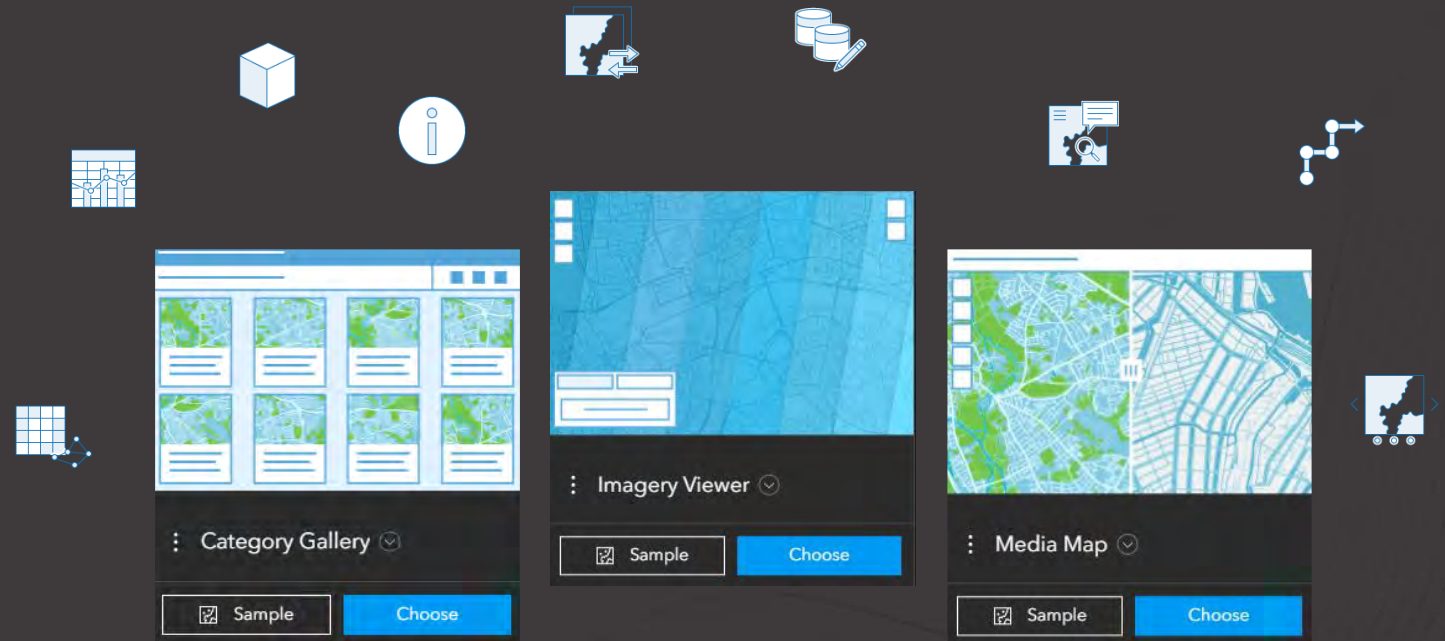 Category Gallery
Sample
Choose
Imagery Viewer
Sample
Choose
Media Map
Sample
Choose